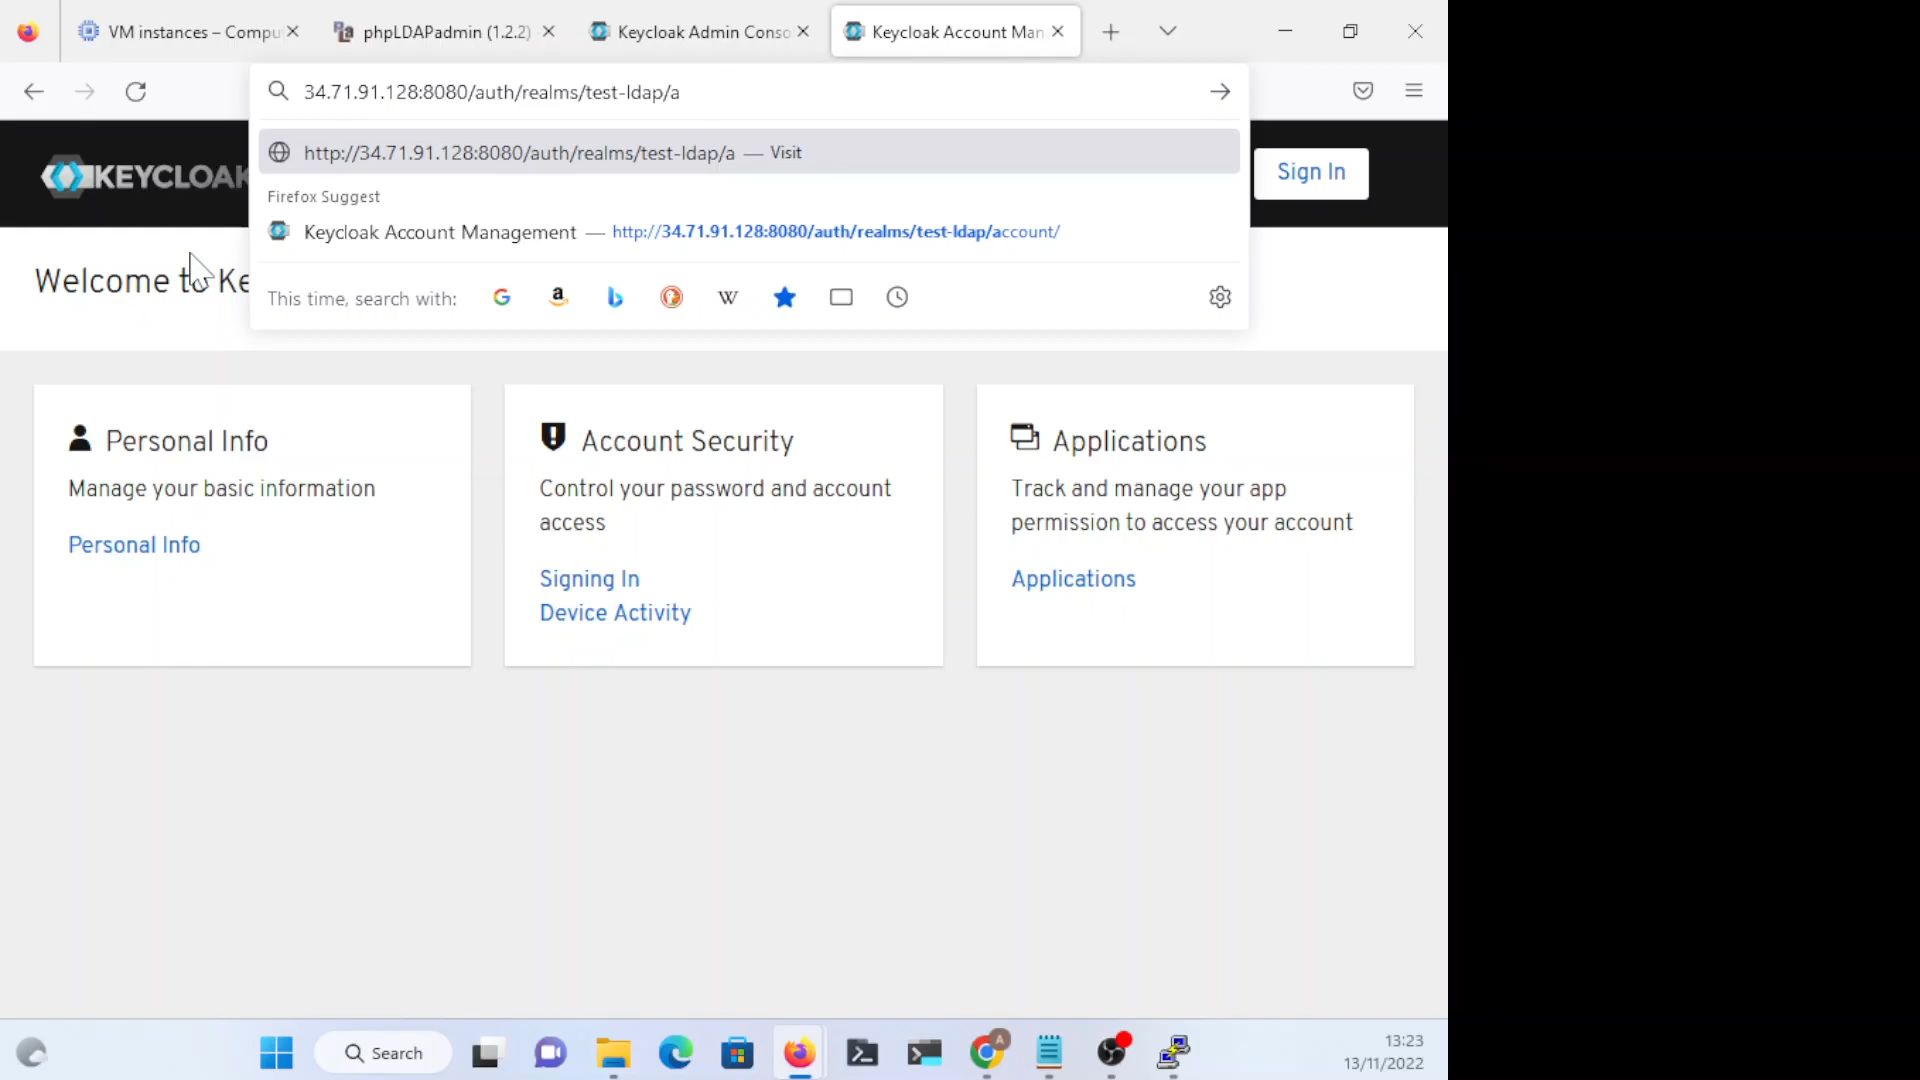 VM instances – Compu
phpLDAPadmin (1.2.2)
Keycloak Admin Conso
Keycloak Account Man
34.71.91.128:8080/auth/realms/test-ldap/a
http://34.71.91.128:8080/auth/realms/test-ldap/a — Visit
Firefox Suggest
Keycloak Account Management — http://34.71.91.128:8080/auth/realms/test-ldap/account/
This time, search with:
KEYCLOAK
Sign In
Welcome to Ke
Personal Info
Manage your basic information
Personal Info
Account Security
Control your password and account
access
Signing In
Device Activity
Applications
Track and manage your app
permission to access your account
Applications
Search
A
13:23
13/11/2022